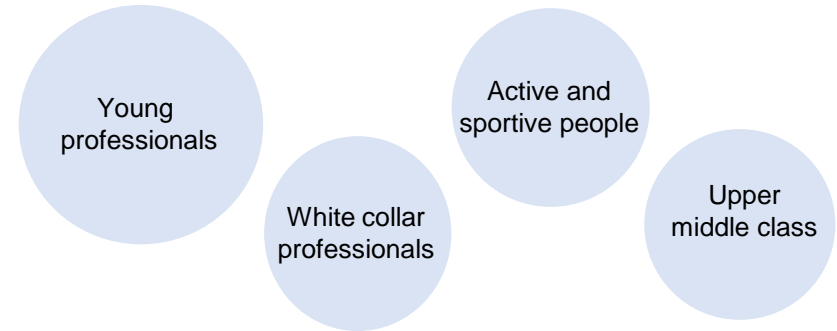 Young
professionals
White collar
professionals
Active and
sportive people
Upper
middle class